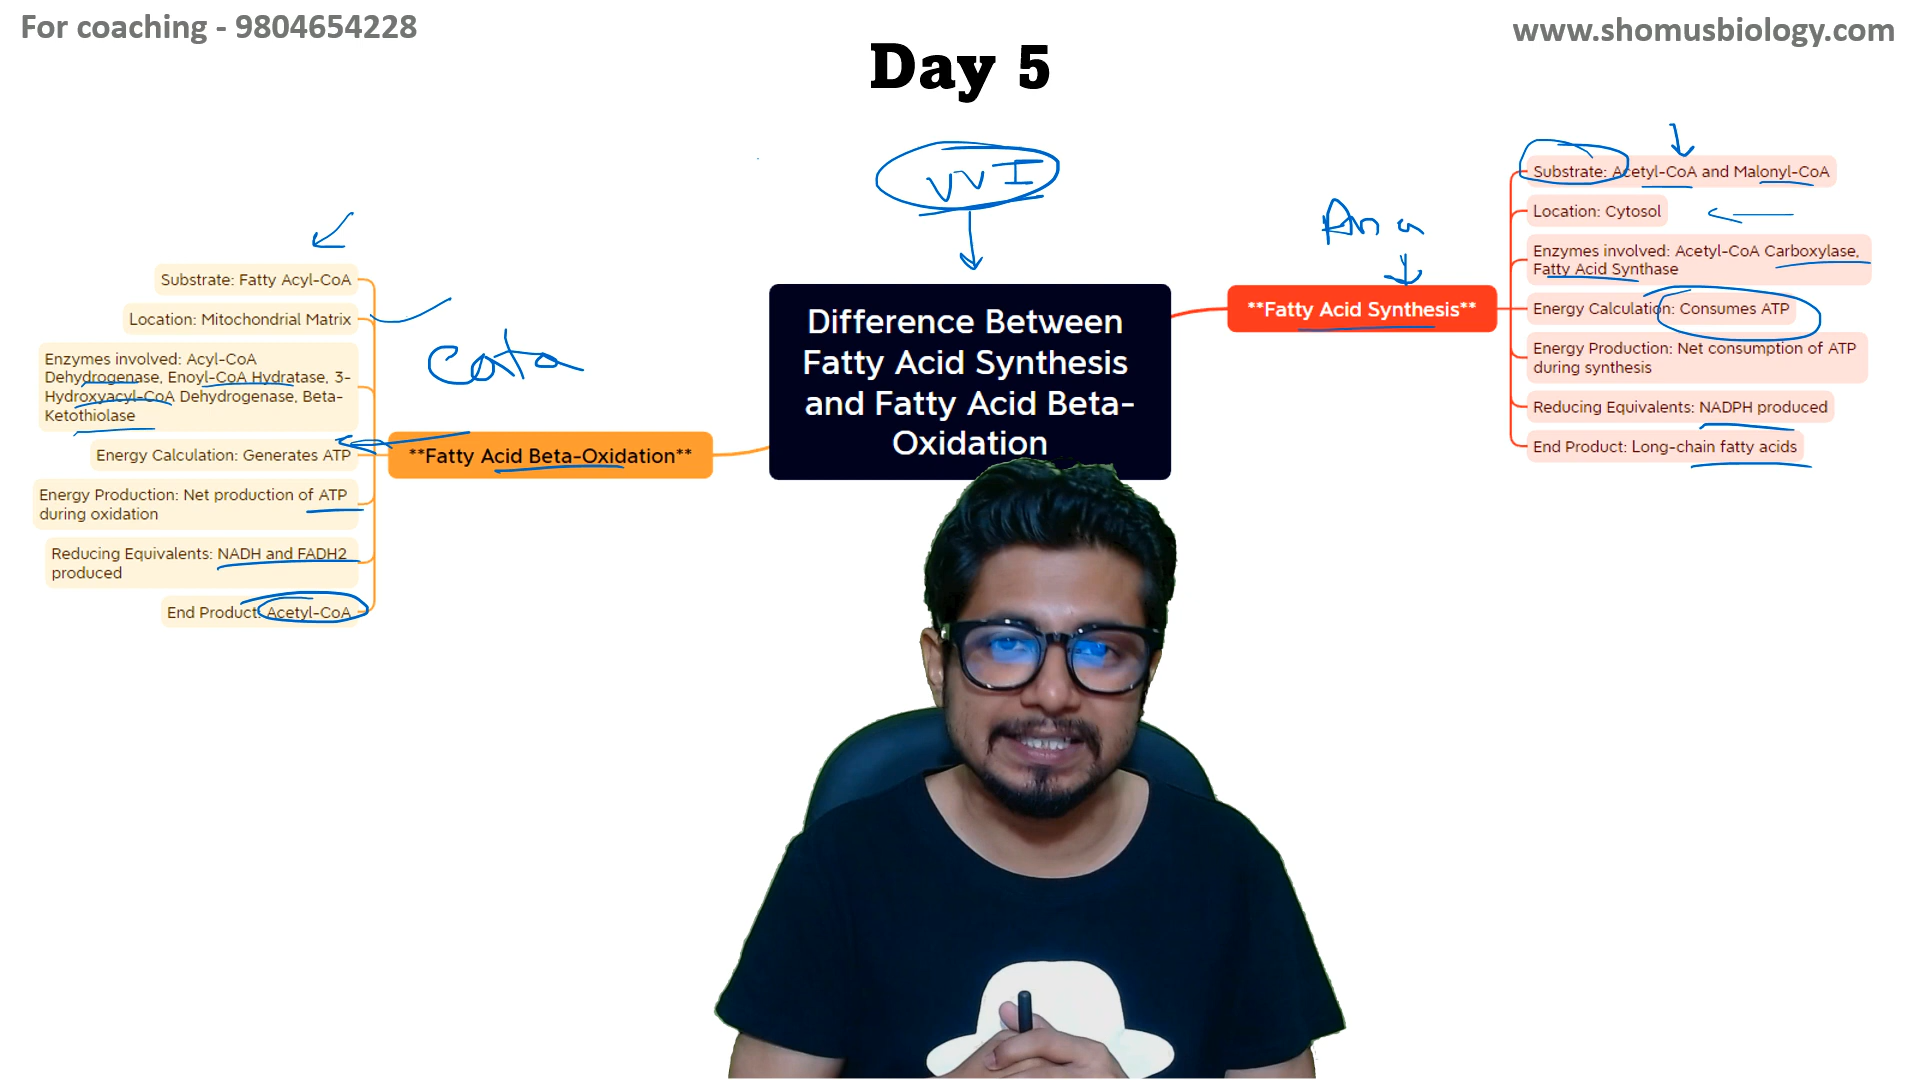 For coaching - 9804654228
www.shomusbiology.com
Day 5
VVI
Difference Between
Fatty Acid Synthesis
and Fatty Acid Beta-
Oxidation
Cata
**Fatty Acid Beta-Oxidation**
Substrate: Fatty Acyl-CoA
Location: Mitochondrial Matrix
Enzymes involved: Acyl-CoA
Dehydrogenase, Enoyl-CoA Hydratase, 3-
Hydroxyacyl-CoA Dehydrogenase, Beta-
Ketothiolase
Energy Calculation: Generates ATP
Energy Production: Net production of ATP
during oxidation
Reducing Equivalents: NADH and FADH2
produced
End Product: Acetyl-CoA
Ana
**Fatty Acid Synthesis**
Substrate: Acetyl-CoA and Malonyl-CoA
Location: Cytosol
Enzymes involved: Acetyl-CoA Carboxylase,
Fatty Acid Synthase
Energy Calculation: Consumes ATP
Energy Production: Net consumption of ATP
during synthesis
Reducing Equivalents: NADPH produced
End Product: Long-chain fatty acids